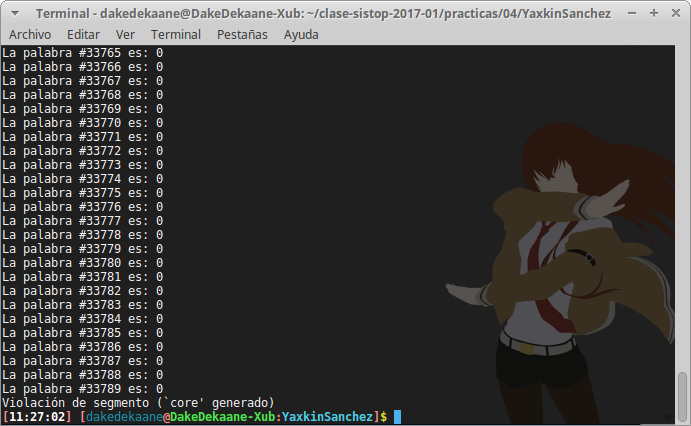 Terminal - dakedekaane@DakeDekaane-Xub: ~/clase-sistop-2017-01/practicas/04/YaxkinSanchez
Archivo Editar Ver Terminal Pestañas Ayuda
La palabra #33765 es: 0
La palabra #33766 es: 0
La palabra #33767 es: 0
La palabra #33768 es: 0
La palabra #33769 es: 0
La palabra #33770 es: 0
La palabra #33771 es: 0
La palabra #33772 es: 0
La palabra #33773 es: 0
La palabra #33774 es: 0
La palabra #33775 es: 0
La palabra #33776 es: 0
La palabra #33777 es: 0
La palabra #33778 es: 0
La palabra #33779 es: 0
La palabra #33780 es: 0
La palabra #33781 es: 0
La palabra #33782 es: 0
La palabra #33783 es: 0
La palabra #33784 es: 0
La palabra #33785 es: 0
La palabra #33786 es: 0
La palabra #33787 es: 0
La palabra #33788 es: 0
La palabra #33789 es: 0
Violación de segmento (`core' generado)
[11:27:02] [dakedekaane@DakeDekaane-Xub:YaxkinSanchez]$